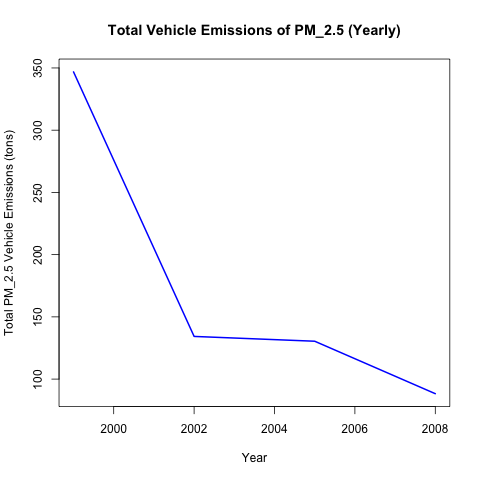 Total Vehicle Emissions of PM_2.5 (Yearly)
Total PM_2.5 Vehicle Emissions (tons)
350
300
250
200
150
100
2000 2002 2004 2006 2008
Year